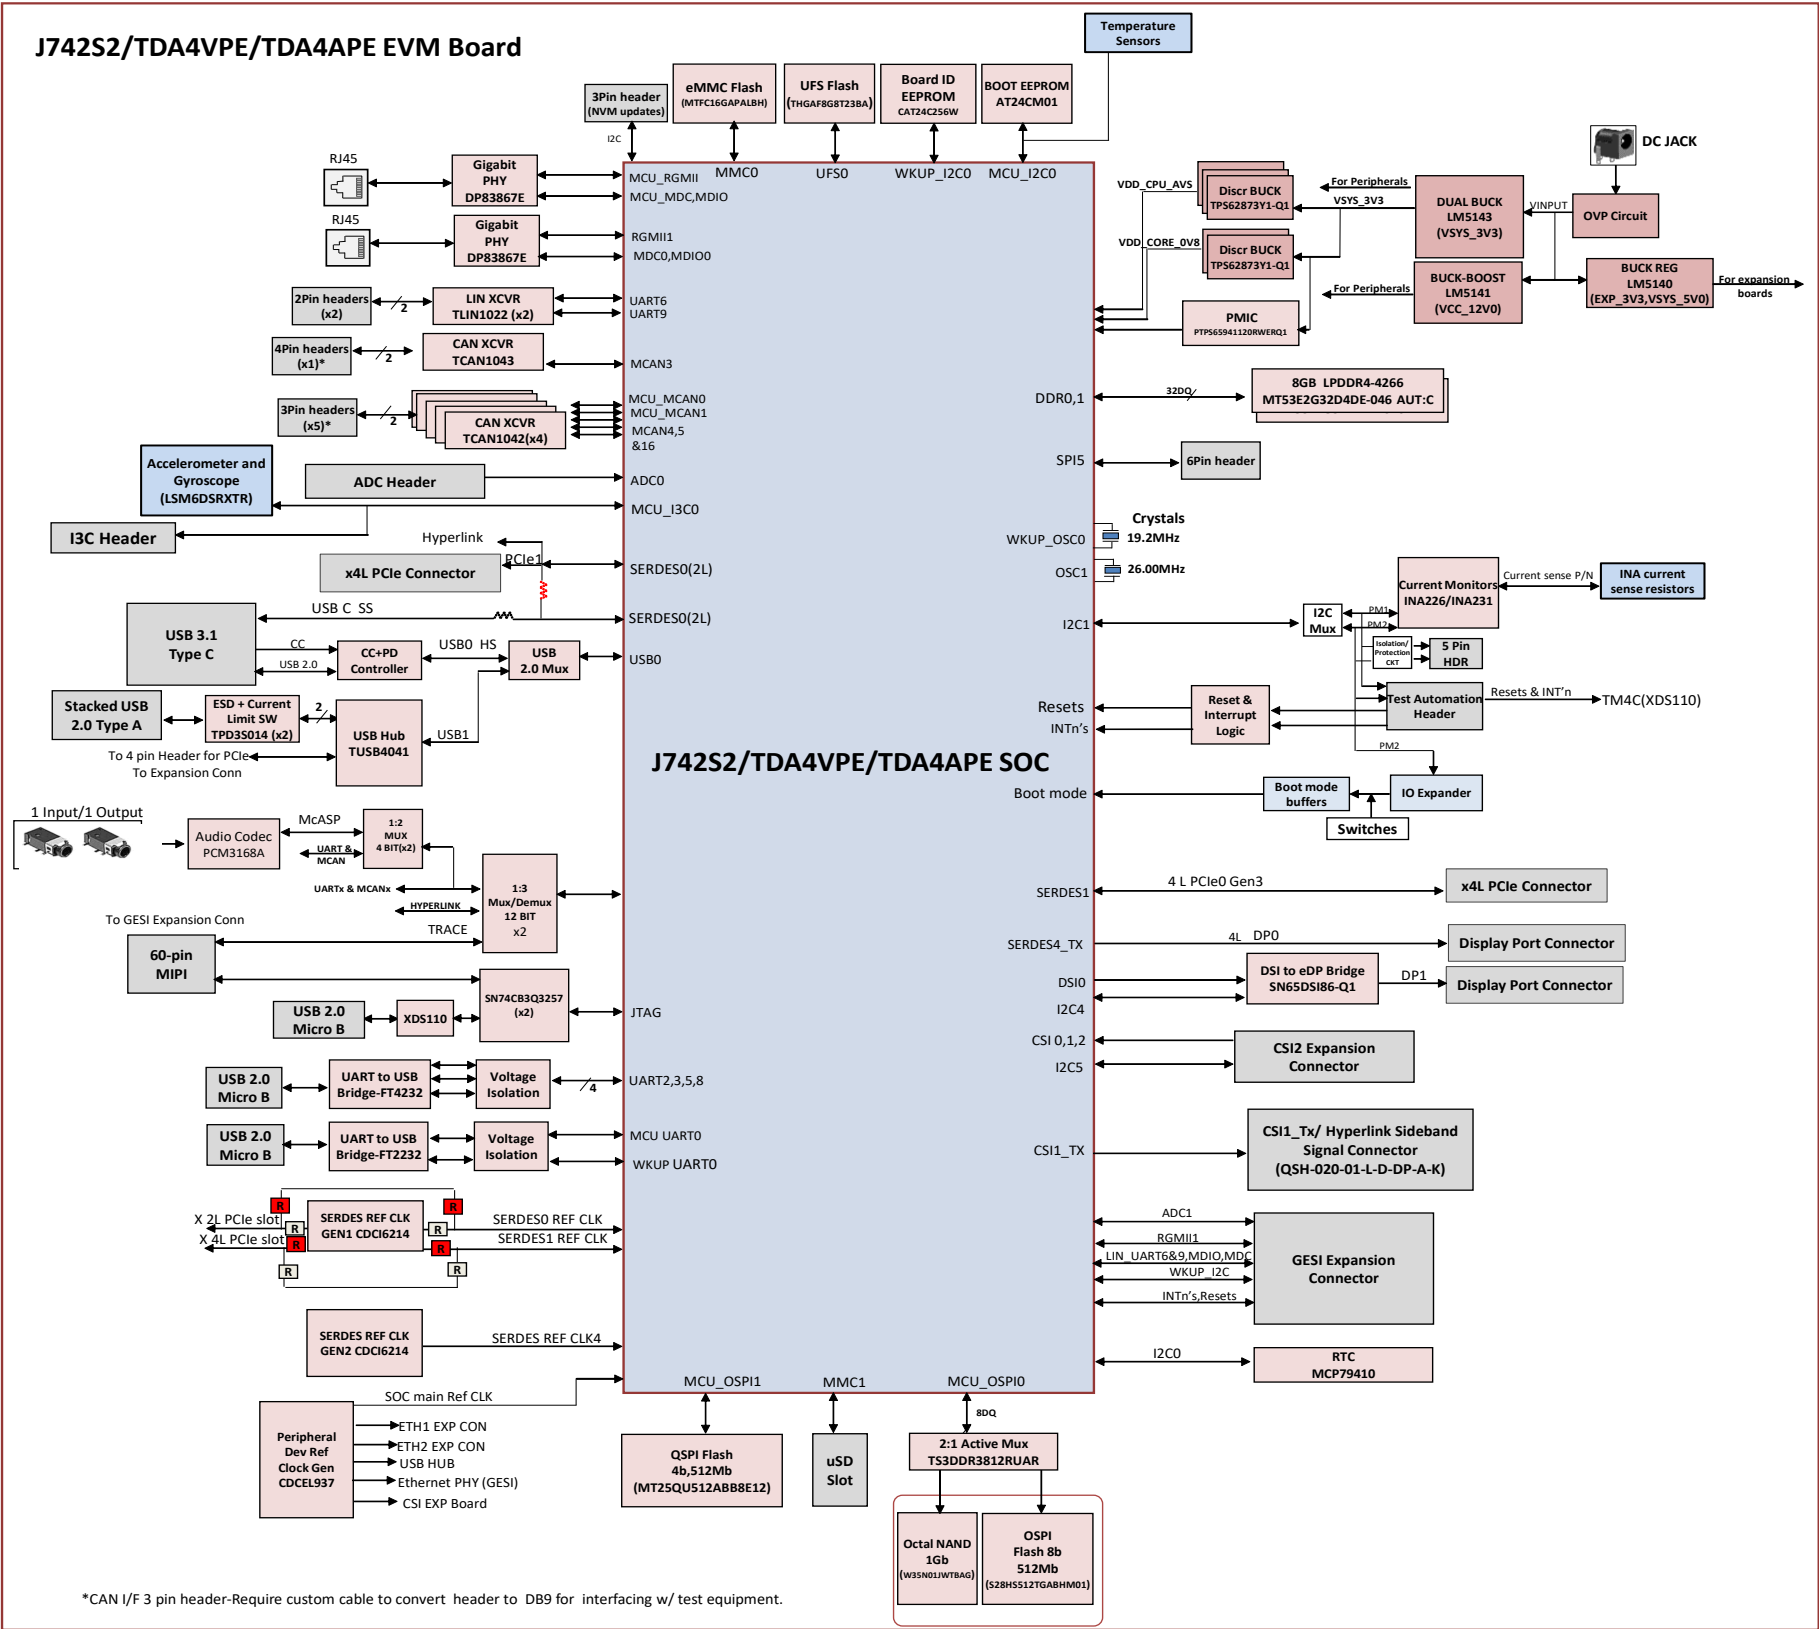 J742S2/TDA4VPE/TDA4APE EVM Board
Temperature
Sensors
3Pin header
(NVM updates)
eMMC Flash
(MTFC16GAPALBH)
UFS Flash
(THGAF8G8T23BA)
Board ID
EEPROM
CAT24C256W
BOOT EEPROM
AT24CM01
I2C
MMC0
UFS0
WKUP_I2C0
MCU_I2C0
DC JACK
RJ45
Gigabit
PHY
DP83867E
MCU_RGMII
MCU_MDC,MDIO
RJ45
Gigabit
PHY
DP83867E
RGMII1
MDC0,MDIO0
VDD_CPU_AVS
Discr BUCK
TPS62873Y1-Q1
For Peripherals
VSYS_3V3
DUAL BUCK
LM5143
(VSYS_3V3)
VINPUT
OVP Circuit
VDD_CORE_0V8
Discr BUCK
TPS62873Y1-Q1
For Peripherals
BUCK-BOOST
LM5141
(VCC_12V0)
BUCK REG
LM5140
(EXP_3V3,VSYS_5V0)
For expansion
boards
PMIC
PTPS65941120RWERQ1
2Pin headers
(x2)
2
LIN XCVR
TLIN1022 (x2)
UART6
UART9
4Pin headers
(x1)*
2
CAN XCVR
TCAN1043
MCAN3
3Pin headers
(x5)*
2
CAN XCVR
TCAN1042(x4)
MCU_MCAN0
MCU_MCAN1
MCAN4,5
&16
DDR0,1
32DQ
8GB LPDDR4-4266
MT53E2G32D4DE-046 AUT:C
SPI5
6Pin header
Accelerometer and
Gyroscope
(LSM6DSRXTR)
ADC Header
ADC0
MCU_I3C0
I3C Header
Crystals
WKUP_OSC0
19.2MHz
OSC1
26.00MHz
Hyperlink
PCIe1
x4L PCIe Connector
SERDES0(2L)
USB C SS
SERDES0(2L)
USB 3.1
Type C
CC
USB 2.0
CC+PD
Controller
USB0 HS
USB
2.0 Mux
USB0
I2C1
I2C
Mux
PM1
PM2
Current Monitors
INA226/INA231
Current sense P/N
INA current
sense resistors
Isolation/
Protection
CKT
5 Pin
HDR
Stacked USB
2.0 Type A
ESD + Current
Limit SW
TPD3S014 (x2)
2
USB Hub
TUSB4041
USB1
To 4 pin Header for PCIe
To Expansion Conn
Resets
INTn's
Reset &
Interrupt
Logic
Test Automation
Header
Resets & INT'n
TM4C(XDS110)
PM2
J742S2/TDA4VPE/TDA4APE SOC
Boot mode
Boot mode
buffers
IO Expander
Switches
1 Input/1 Output
Audio Codec
PCM3168A
McASP
UART &
MCAN
1:2
MUX
4 BIT(x2)
UARTx & MCANx
HYPERLINK
TRACE
1:3
Mux/Demux
12 BIT
x2
To GESI Expansion Conn
60-pin
MIPI
SERDES1
4 L PCIe0 Gen3
x4L PCIe Connector
SERDES4_TX
4L DP0
Display Port Connector
DSI0
I2C4
DSI to eDP Bridge
SN65DSI86-Q1
DP1
Display Port Connector
USB 2.0
Micro B
XDS110
SN74CB3Q3257
(x2)
JTAG
CSI 0,1,2
I2C5
CSI2 Expansion
Connector
USB 2.0
Micro B
UART to USB
Bridge-FT4232
Voltage
Isolation
4
UART2,3,5,8
USB 2.0
Micro B
UART to USB
Bridge-FT2232
Voltage
Isolation
MCU UART0
WKUP UART0
CSI1_TX
CSI1_Tx/ Hyperlink Sideband
Signal Connector
(QSH-020-01-L-D-DP-A-K)
X 2L PCIe slot
X 4L PCIe slot
R
R
R
R
SERDES REF CLK
GEN1 CDCI6214
R
R
R
R
SERDES0 REF CLK
SERDES1 REF CLK
ADC1
RGMII1
LIN_UART6&9,MDIO,MDC
WKUP_I2C
INTn's,Resets
GESI Expansion
Connector
SERDES REF CLK
GEN2 CDCI6214
SERDES REF CLK4
I2C0
RTC
MCP79410
SOC main Ref CLK
MCU_OSPI1
MMC1
MCU_OSPI0
8DQ
Peripheral
Dev Ref
Clock Gen
CDCEL937
ETH1 EXP CON
ETH2 EXP CON
USB HUB
Ethernet PHY (GESI)
CSI EXP Board
QSPI Flash
4b,512Mb
(MT25QU512ABB8E12)
uSD
Slot
2:1 Active Mux
TS3DDR3812RUAR
Octal NAND
1Gb
(W35N01JWTBAG)
OSPI
Flash 8b
512Mb
(S28HS512TGABHM01)
*CAN I/F 3 pin header-Require custom cable to convert header to DB9 for interfacing w/ test equipment.